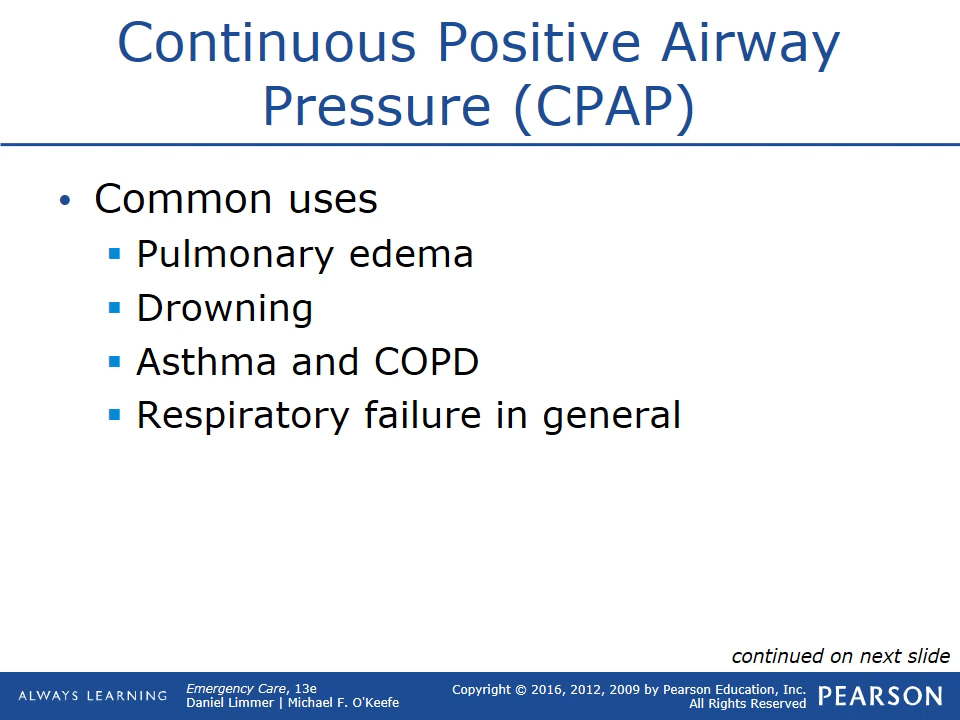 Continuous Positive Airway
Pressure (CPAP)
• Common uses
▪ Pulmonary edema
▪ Drowning
▪ Asthma and COPD
▪ Respiratory failure in general
continued on next slide
ALWAYS LEARNING
Emergency Care, 13e
Daniel Limmer | Michael F. O'Keefe
Copyright © 2016, 2012, 2009 by Pearson Education, Inc.
All Rights Reserved
PEARSON